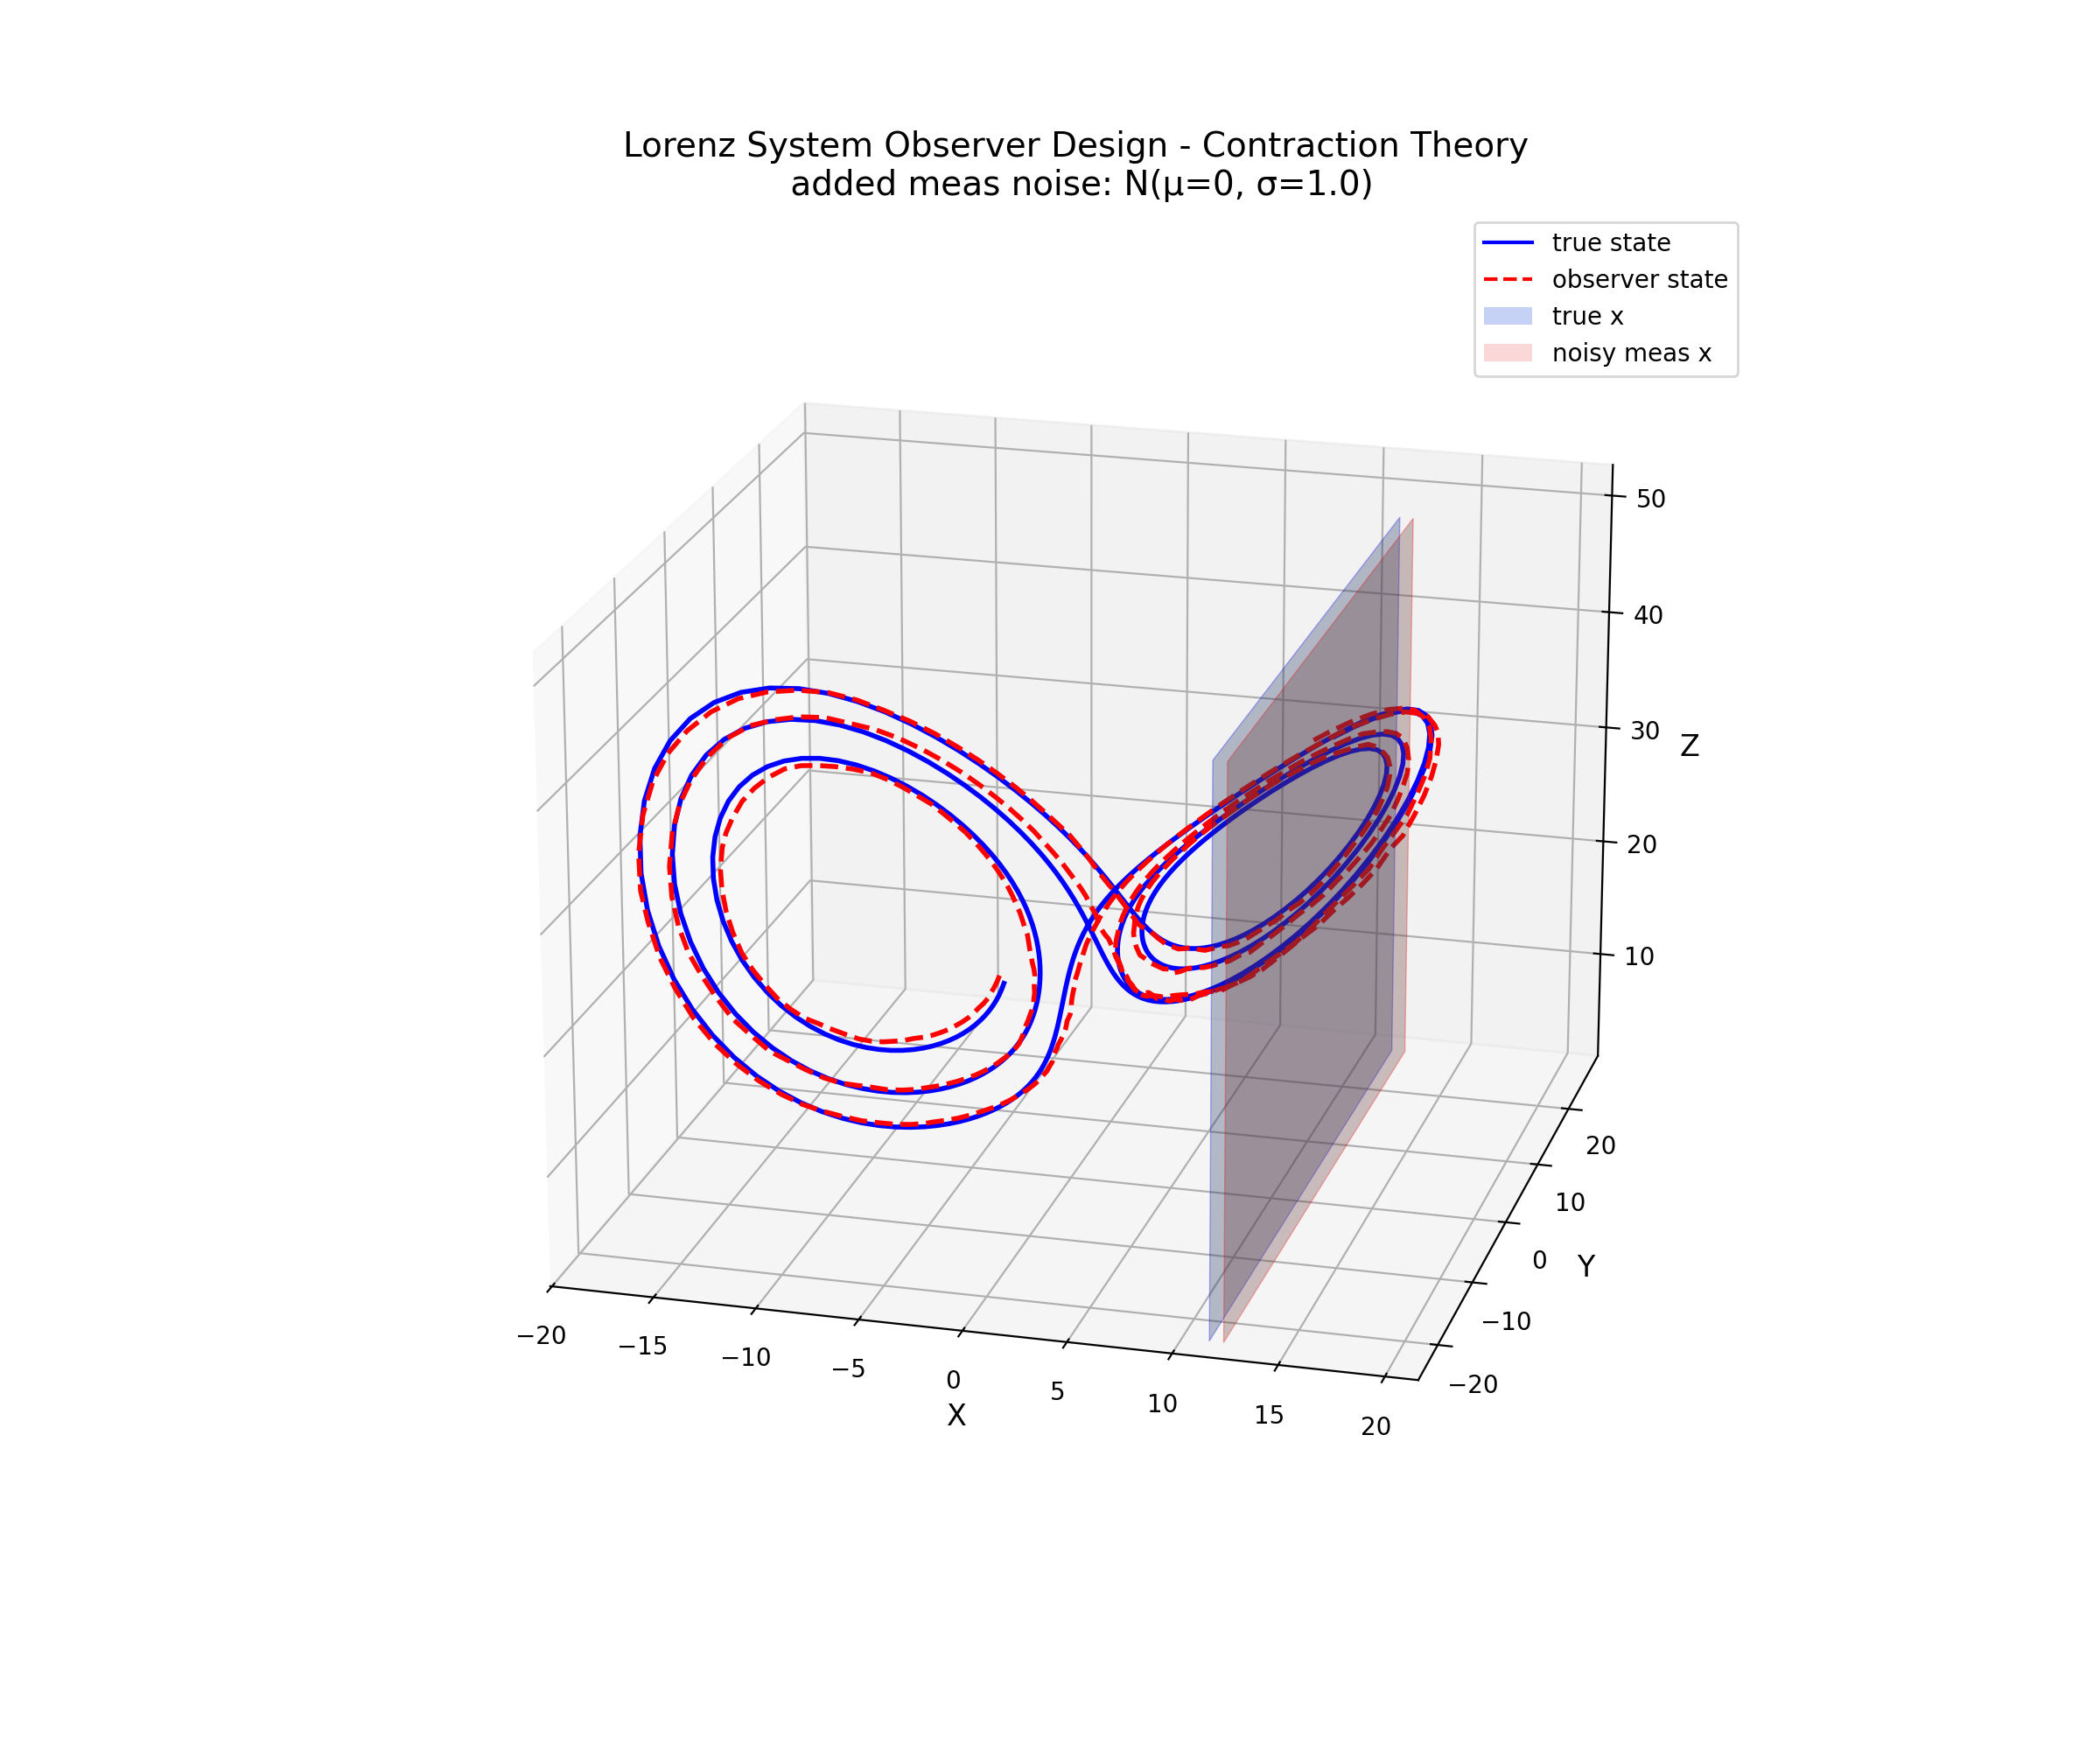 Lorenz System Observer Design - Contraction Theory
added meas noise: N(μ=0, σ=1.0)
true state
observer state
true x
noisy meas x
50
40
30
Z
20
10
20
10
0
Y
−10
−20
−20
−15
−10
−5
0
5
10
15
20
X